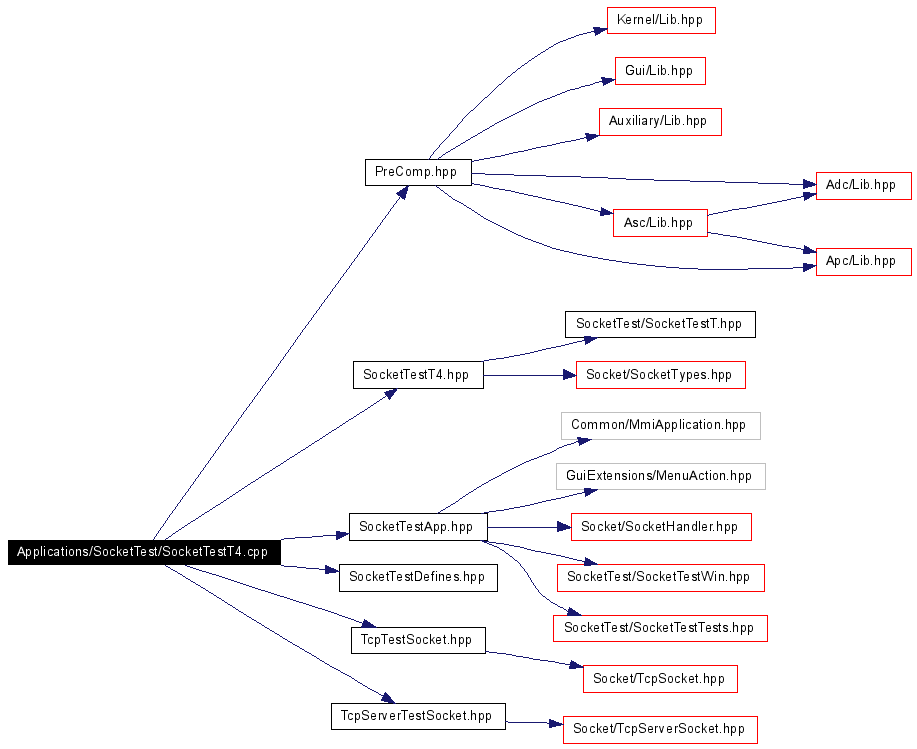 Kernel/Lib.hpp
Gui/Lib.hpp
Auxiliary/Lib.hpp
PreComp.hpp
Adc/Lib.hpp
Asc/Lib.hpp
Apc/Lib.hpp
SocketTest/SocketTestT.hpp
SocketTestT4.hpp
Socket/SocketTypes.hpp
Common/MmiApplication.hpp
GuiExtensions/MenuAction.hpp
SocketTestApp.hpp
Socket/SocketHandler.hpp
Applications/SocketTest/SocketTestT4.cpp
SocketTestDefines.hpp
SocketTest/SocketTestWin.hpp
SocketTest/SocketTestTests.hpp
TcpTestSocket.hpp
Socket/TcpSocket.hpp
TcpServerTestSocket.hpp
Socket/TcpServerSocket.hpp